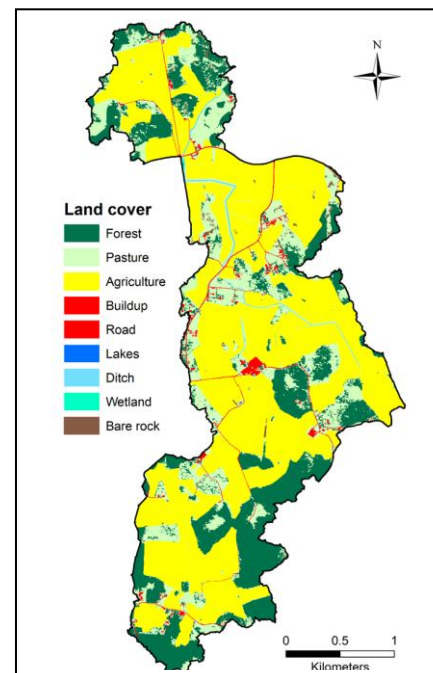 N
Land cover
Forest
Pasture
Agriculture
Buildup
Road
Lakes
Ditch
Wetland
Bare rock
0 0.5 1
Kilometers